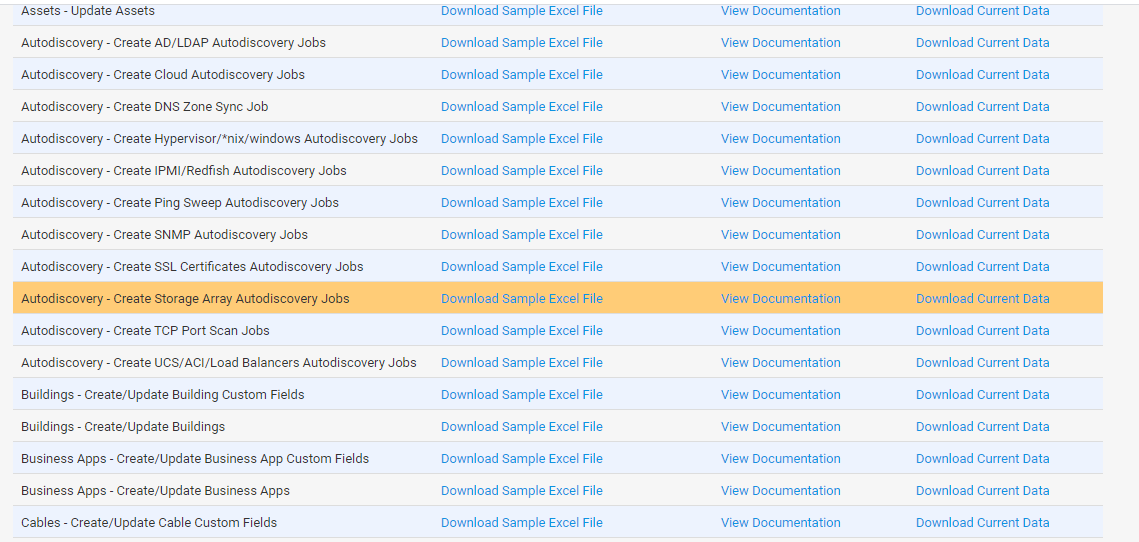 Assets - Update Assets Download Sample Excel File View Documentation Download Current Data
Autodiscovery - Create AD/LDAP Autodiscovery Jobs Download Sample Excel File View Documentation Download Current Data
Autodiscovery - Create Cloud Autodiscovery Jobs Download Sample Excel File View Documentation Download Current Data
Autodiscovery - Create DNS Zone Sync Job Download Sample Excel File View Documentation Download Current Data
Autodiscovery - Create Hypervisor/*nix/windows Autodiscovery Jobs Download Sample Excel File View Documentation Download Current Data
Autodiscovery - Create IPMI/Redfish Autodiscovery Jobs Download Sample Excel File View Documentation Download Current Data
Autodiscovery - Create Ping Sweep Autodiscovery Jobs Download Sample Excel File View Documentation Download Current Data
Autodiscovery - Create SNMP Autodiscovery Jobs Download Sample Excel File View Documentation Download Current Data
Autodiscovery - Create SSL Certificates Autodiscovery Jobs Download Sample Excel File View Documentation Download Current Data
Autodiscovery - Create Storage Array Autodiscovery Jobs Download Sample Excel File View Documentation Download Current Data
Autodiscovery - Create TCP Port Scan Jobs Download Sample Excel File View Documentation Download Current Data
Autodiscovery - Create UCS/ACI/Load Balancers Autodiscovery Jobs Download Sample Excel File View Documentation Download Current Data
Buildings - Create/Update Building Custom Fields Download Sample Excel File View Documentation Download Current Data
Buildings - Create/Update Buildings Download Sample Excel File View Documentation Download Current Data
Business Apps - Create/Update Business App Custom Fields Download Sample Excel File View Documentation Download Current Data
Business Apps - Create/Update Business Apps Download Sample Excel File View Documentation Download Current Data
Cables - Create/Update Cable Custom Fields Download Sample Excel File View Documentation Download Current Data